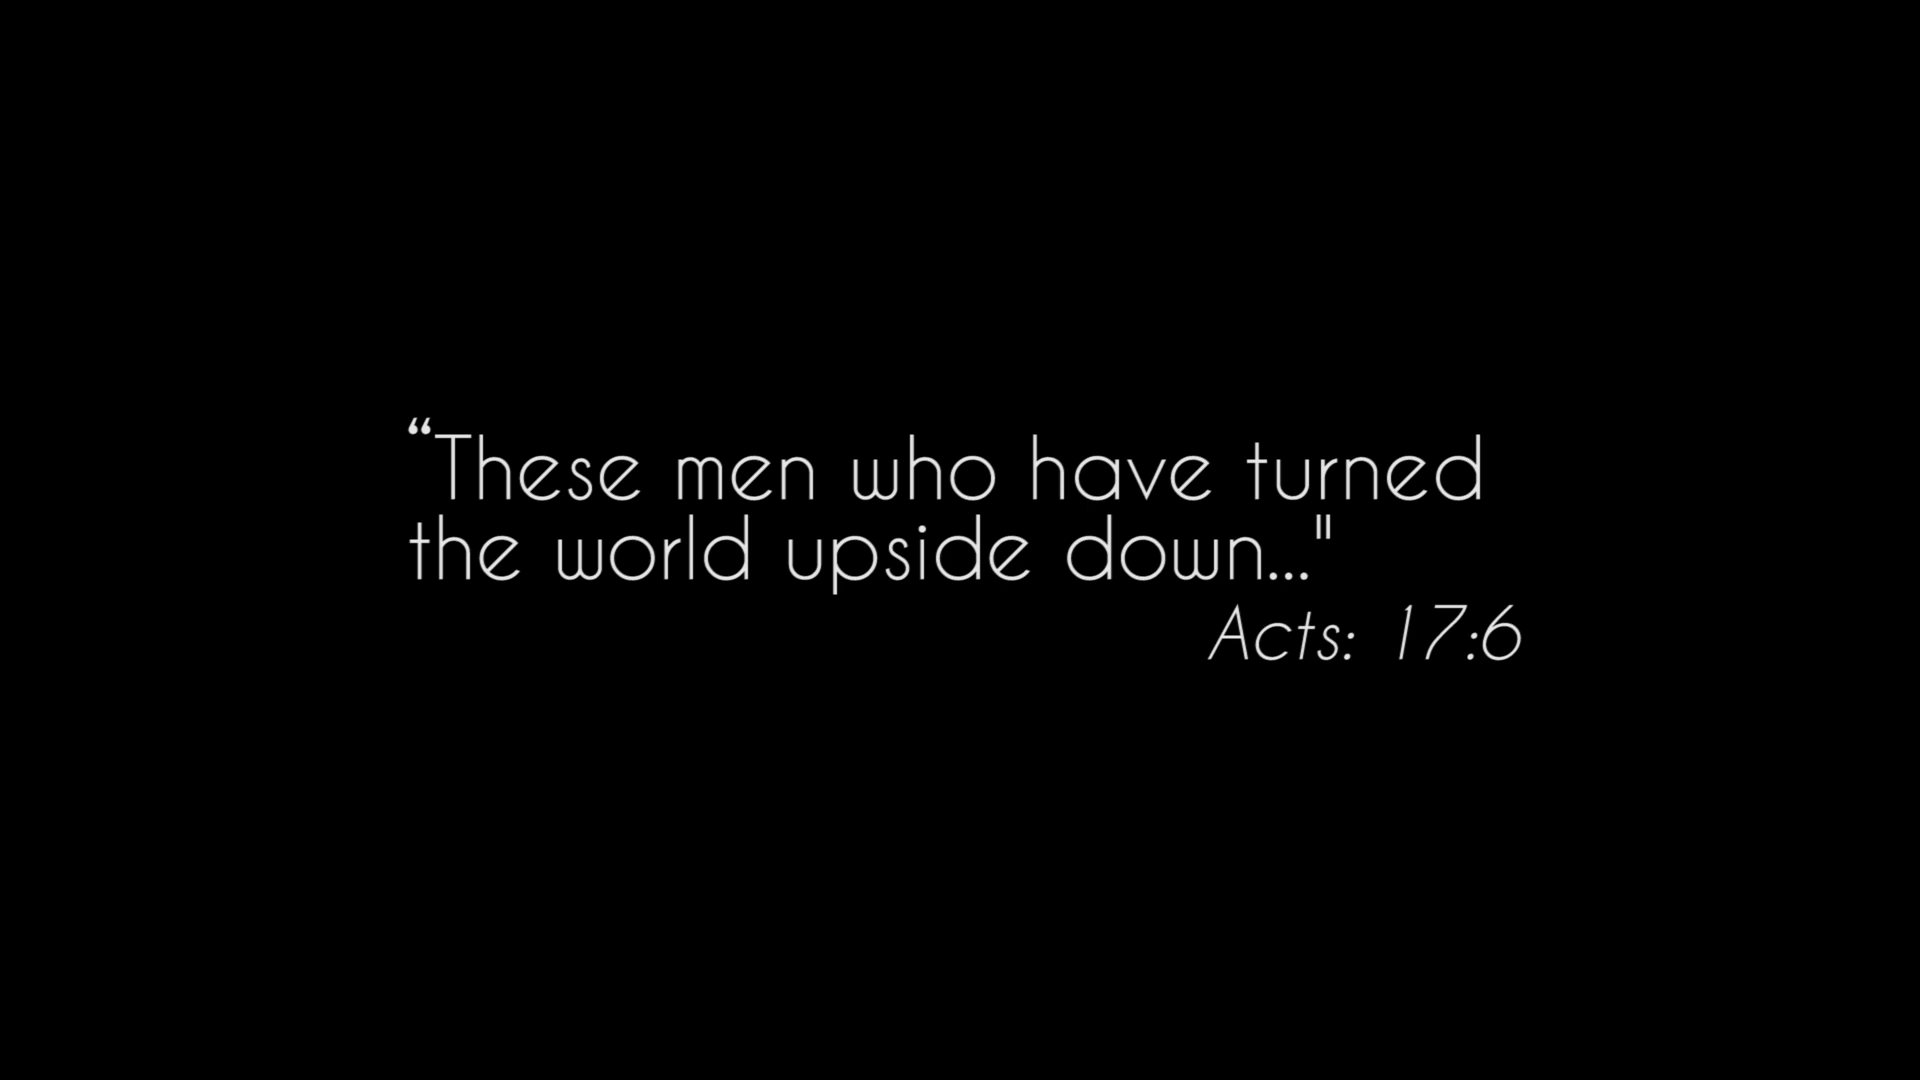 “These men who have turned
the world upside down..."
Acts: 17:6